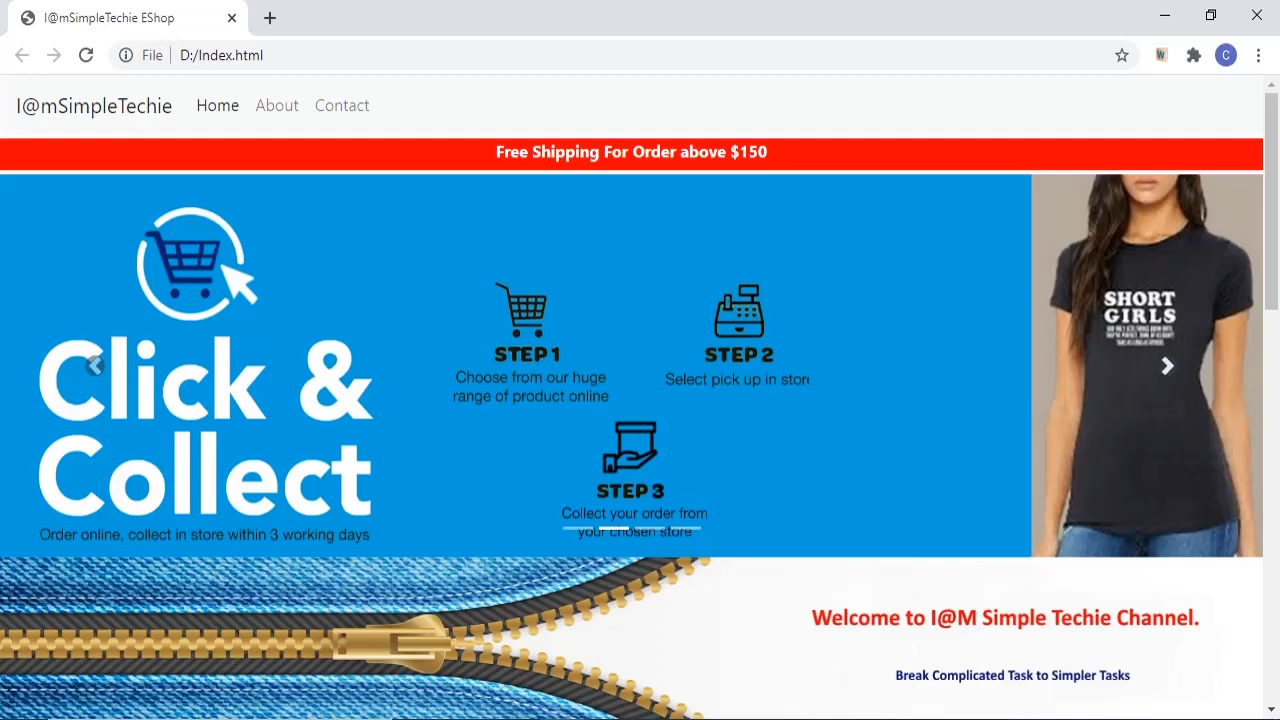 I@mSimpleTechie EShop
File
D:/Index.html
C
I@mSimpleTechie
Home
About
Contact
Free Shipping For Order above $150
Click &
Collect
Order online, collect in store within 3 working days
STEP 1
Choose from our huge
range of product online
STEP 2
Select pick up in store
STEP 3
Collect your order from
your chosen store
SHORT
GIRLS
Welcome to I@M Simple Techie Channel.
Break Complicated Task to Simpler Tasks